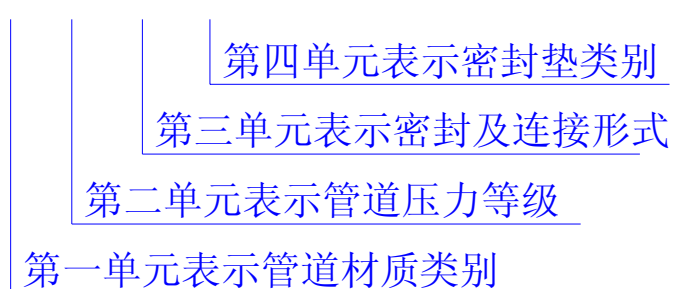 第四单元表示密封垫类别
第三单元表示密封及连接形式
第二单元表示管道压力等级
第一单元表示管道材质类别